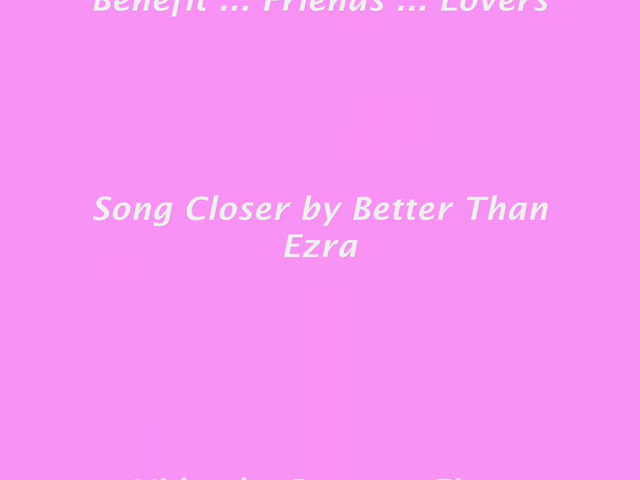 Benefit ... Friends ... Lovers
Song Closer by Better Than
Ezra